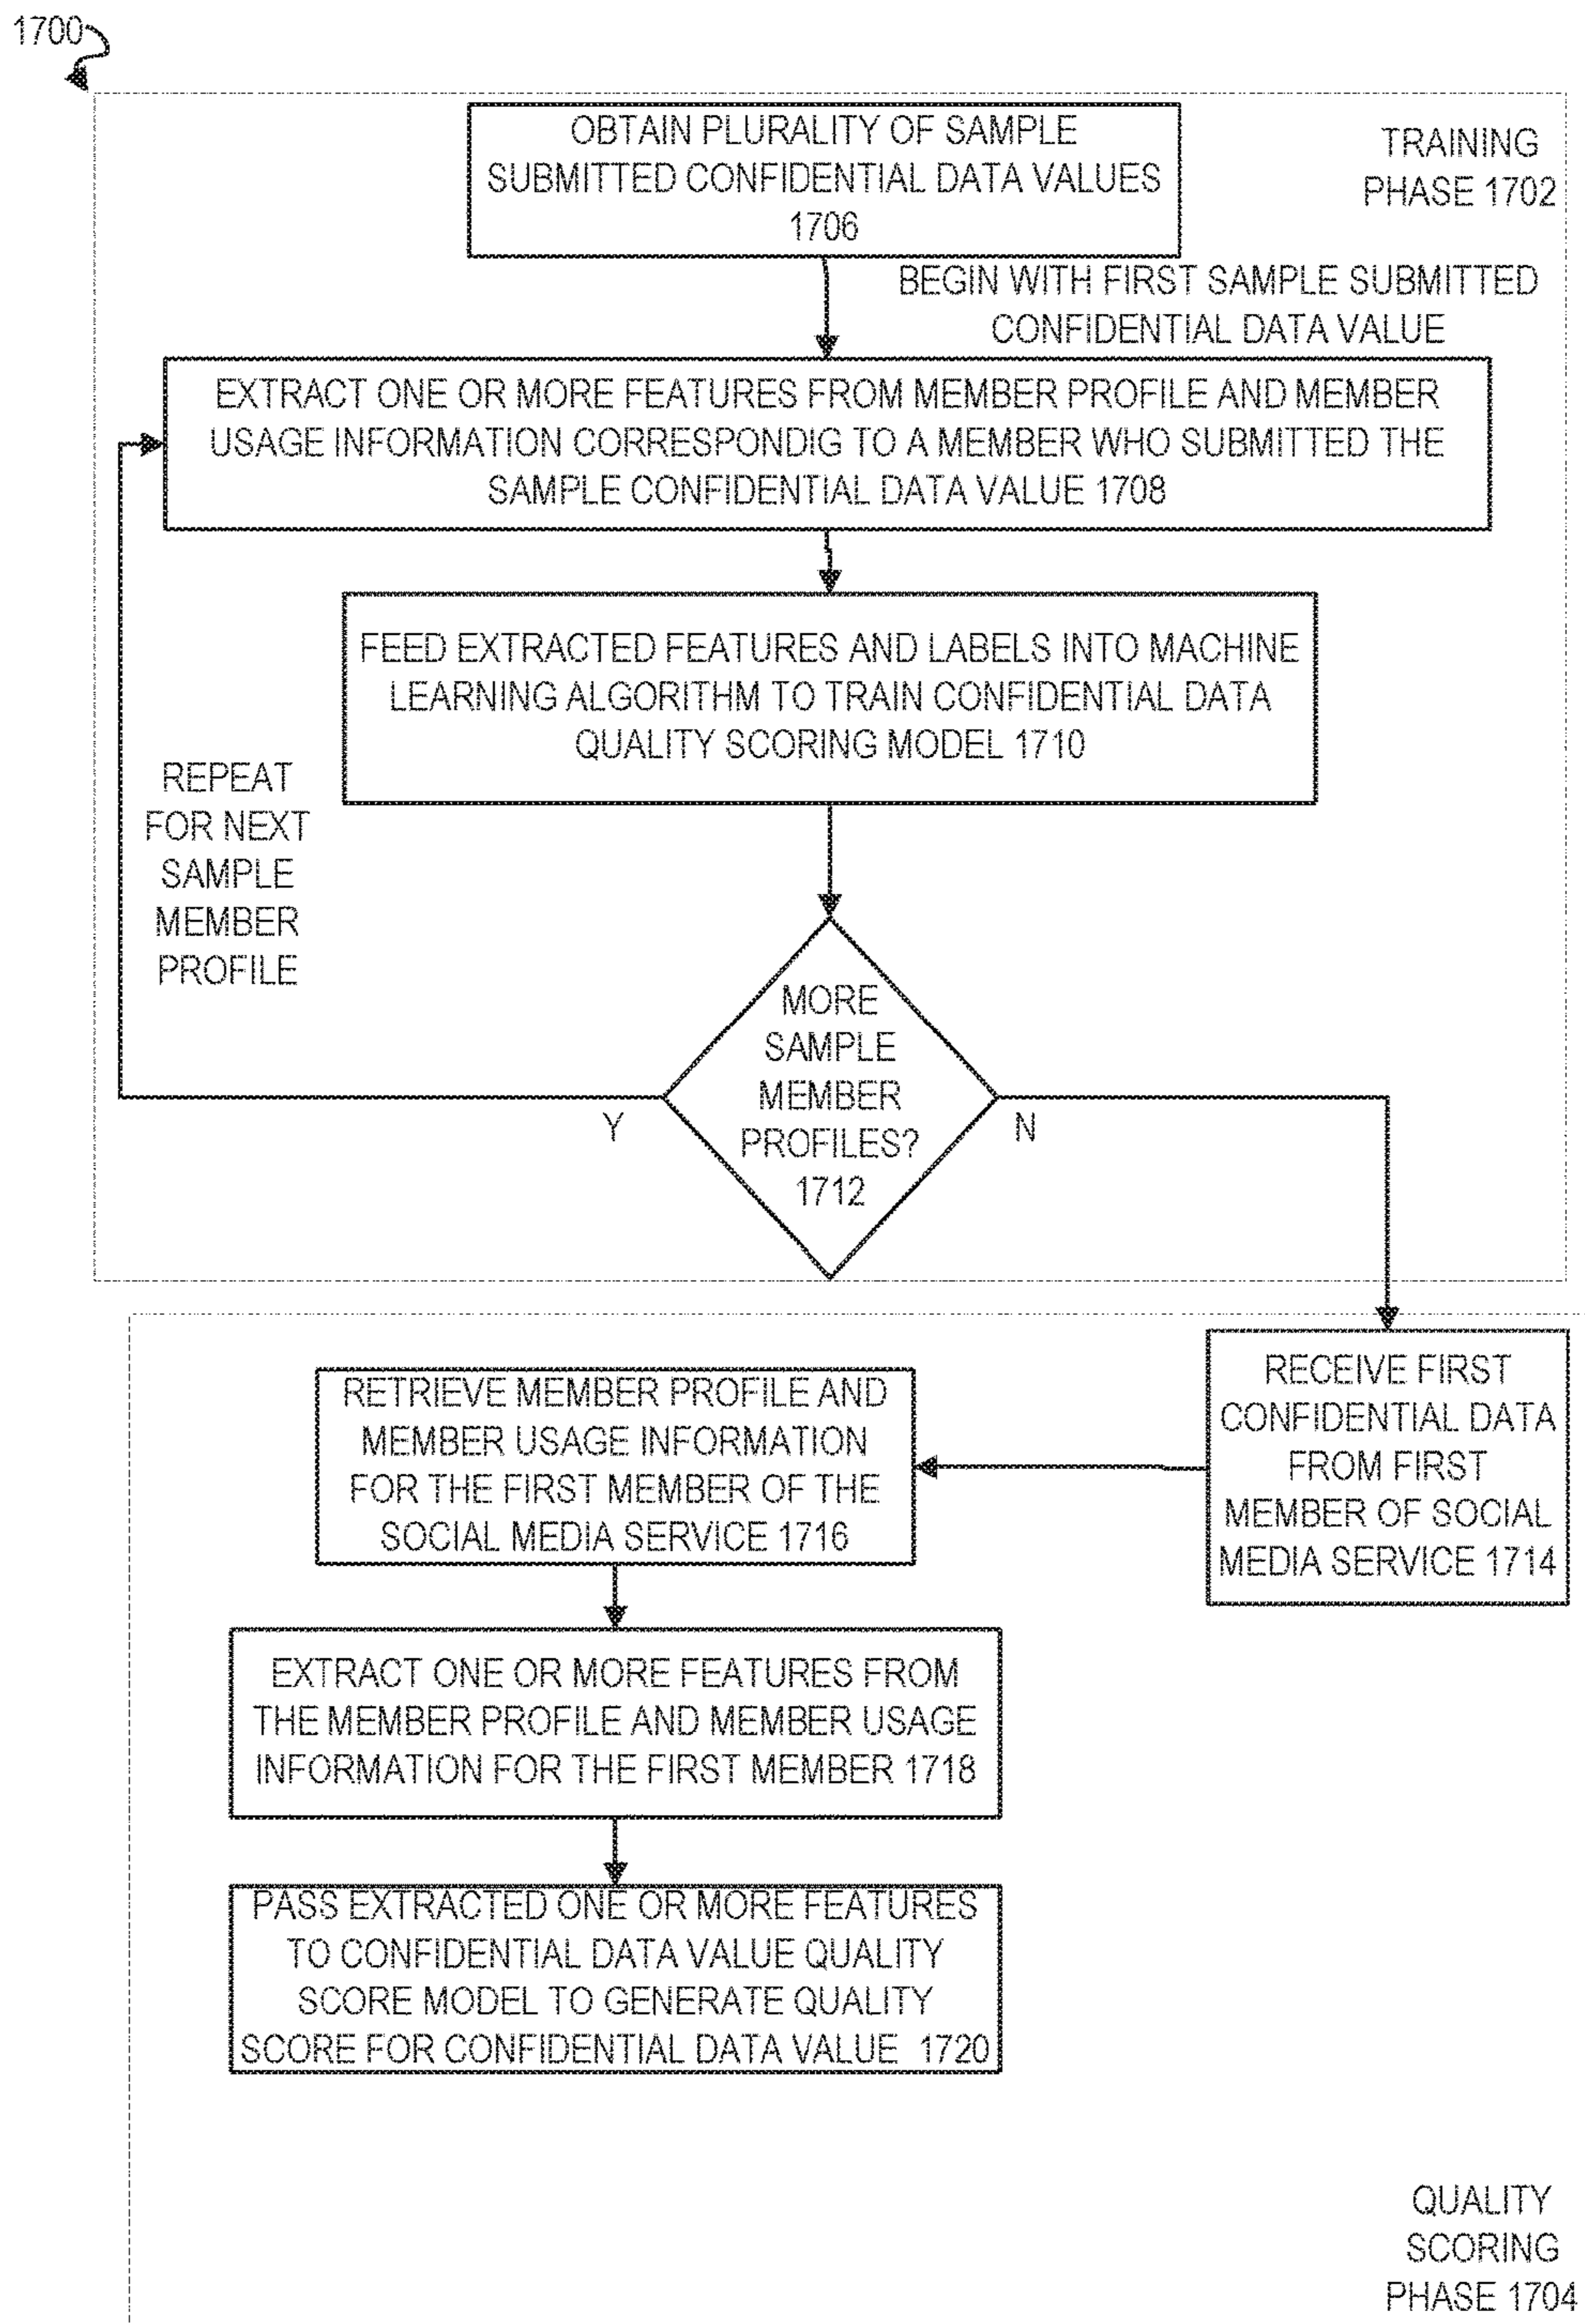 1700
OBTAIN PLURALITY OF SAMPLE
SUBMITTED CONFIDENTIAL DATA VALUES
1706
TRAINING
PHASE 1702
BEGIN WITH FIRST SAMPLE SUBMITTED
CONFIDENTIAL DATA VALUE
EXTRACT ONE OR MORE FEATURES FROM MEMBER PROFILE AND MEMBER
USAGE INFORMATION CORRESPONDIG TO A MEMBER WHO SUBMITTED THE
SAMPLE CONFIDENTIAL DATA VALUE 1708
FEED EXTRACTED FEATURES AND LABELS INTO MACHINE
LEARNING ALGORITHM TO TRAIN CONFIDENTIAL DATA
QUALITY SCORING MODEL 1710
REPEAT
FOR NEXT
SAMPLE
MEMBER
PROFILE
MORE
SAMPLE
MEMBER
PROFILES?
1712
Y
N
RECEIVE FIRST
CONFIDENTIAL DATA
FROM FIRST
MEMBER OF SOCIAL
MEDIA SERVICE 1714
RETRIEVE MEMBER PROFILE AND
MEMBER USAGE INFORMATION
FOR THE FIRST MEMBER OF THE
SOCIAL MEDIA SERVICE 1716
EXTRACT ONE OR MORE FEATURES FROM
THE MEMBER PROFILE AND MEMBER USAGE
INFORMATION FOR THE FIRST MEMBER 1718
PASS EXTRACTED ONE OR MORE FEATURES
TO CONFIDENTIAL DATA VALUE QUALITY
SCORE MODEL TO GENERATE QUALITY
SCORE FOR CONFIDENTIAL DATA VALUE 1720
QUALITY
SCORING
PHASE 1704